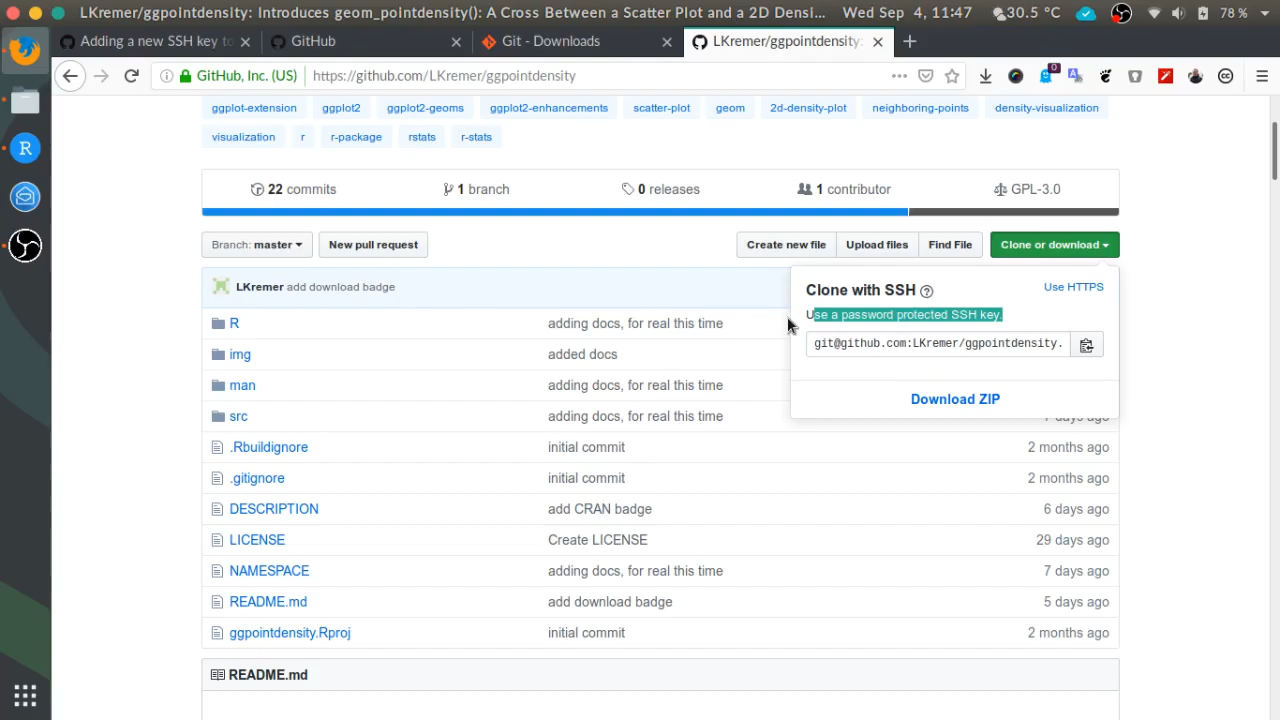 LKremer/ggpointdensity: Introduces geom_pointdensity(): A Cross Between a Scatter Plot and a 2D Densi...
Wed Sep 4, 11:47
30.5 °C
78 %
Adding a new SSH key to
GitHub
Git - Downloads
LKremer/ggpointdensity:
GitHub, Inc. (US)
https://github.com/LKremer/ggpointdensity
0
ggplot-extension ggplot2 ggplot2-geoms ggplot2-enhancements scatter-plot geom 2d-density-plot neighboring-points density-visualization
visualization r r-package rstats r-stats
22 commits 1 branch 0 releases 1 contributor GPL-3.0
Branch: master New pull request Create new file Upload files Find File Clone or download
LKremer add download badge
Clone with SSH Use HTTPS
Use a password protected SSH key.
git@github.com:LKremer/ggpointdensity.
Download ZIP
R adding docs, for real this time
img added docs
man adding docs, for real this time
src adding docs, for real this time 7 days ago
.Rbuildignore initial commit 2 months ago
.gitignore initial commit 2 months ago
DESCRIPTION add CRAN badge 6 days ago
LICENSE Create LICENSE 29 days ago
NAMESPACE adding docs, for real this time 7 days ago
README.md add download badge 5 days ago
ggpointdensity.Rproj initial commit 2 months ago
README.md